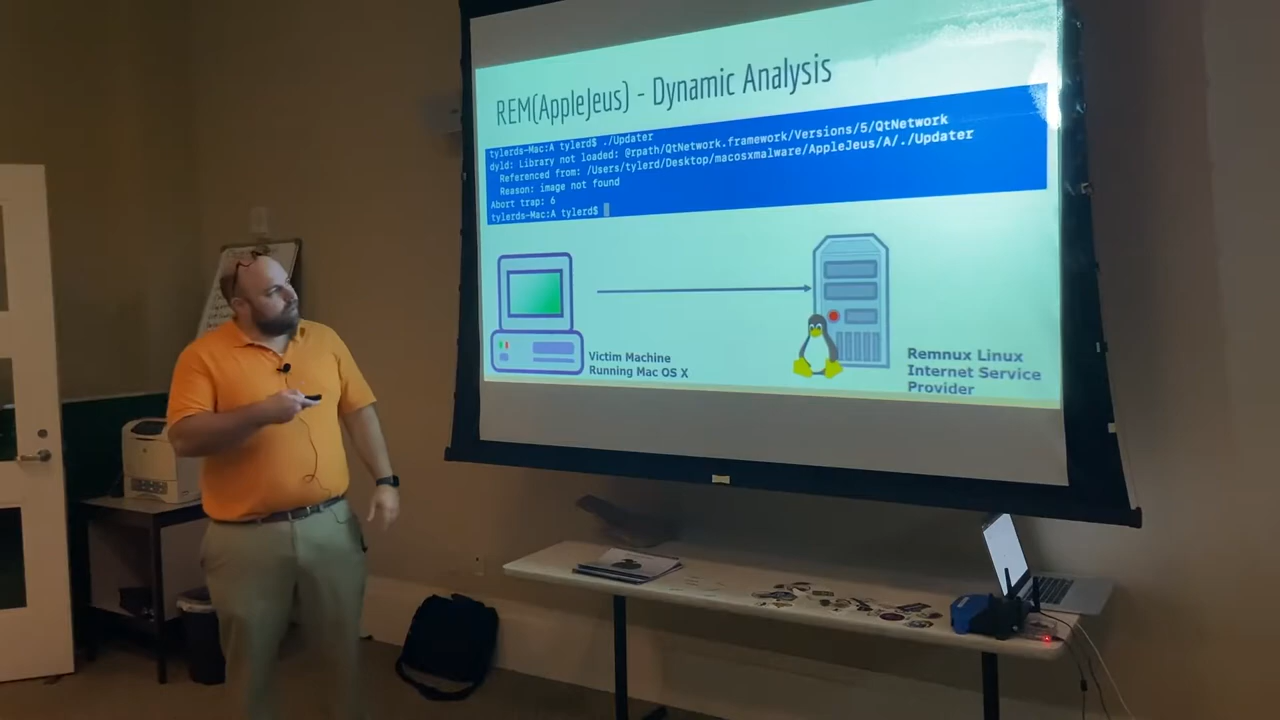 REM(AppleJeus) - Dynamic Analysis
tylerds-Mac:A tylerd$ ./Updater
dyld: Library not loaded: @rpath/QtNetwork.framework/Versions/5/QtNetwork
Referenced from: /Users/tylerd/Desktop/macosxmalware/AppleJeus/A/./Updater
Reason: image not found
Abort trap: 6
tylerds-Mac:A tylerd$
Victim Machine
Running Mac OS X
Remnux Linux
Internet Service
Provider